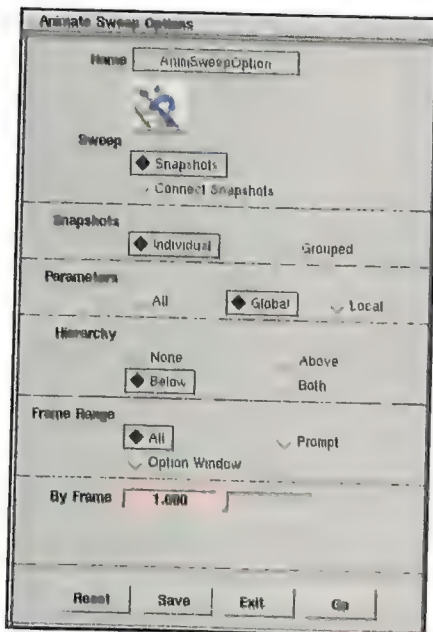 Animate Sweep Options
Name AnimSweepOption
Sweep
Snapshots
Connect Snapshots
Snapshots
Individual Grouped
Parameters
All Global Local
Hierarchy
None Above
Below Both
Frame Range
All Prompt
Option Window
By Frame 1.000
Reset Save Exit Go